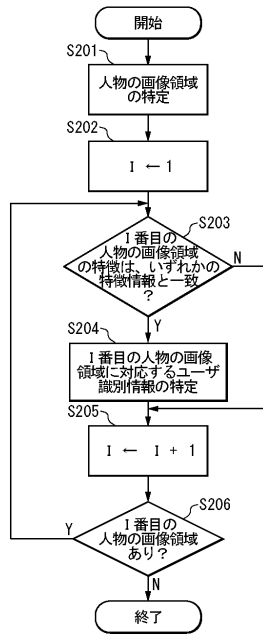 開始
S201
人物の画像領域
の特定
S202
I ← 1
S203
I 番目の
人物の画像領域
の特徴は、いずれかの
特徴情報と一致
?
N
Y
S204
I 番目の人物の画像
領域に対応するユーザ
識別情報の特定
S205
I ← I + 1
S206
I 番目の
人物の画像領域
あり?
Y
N
終了